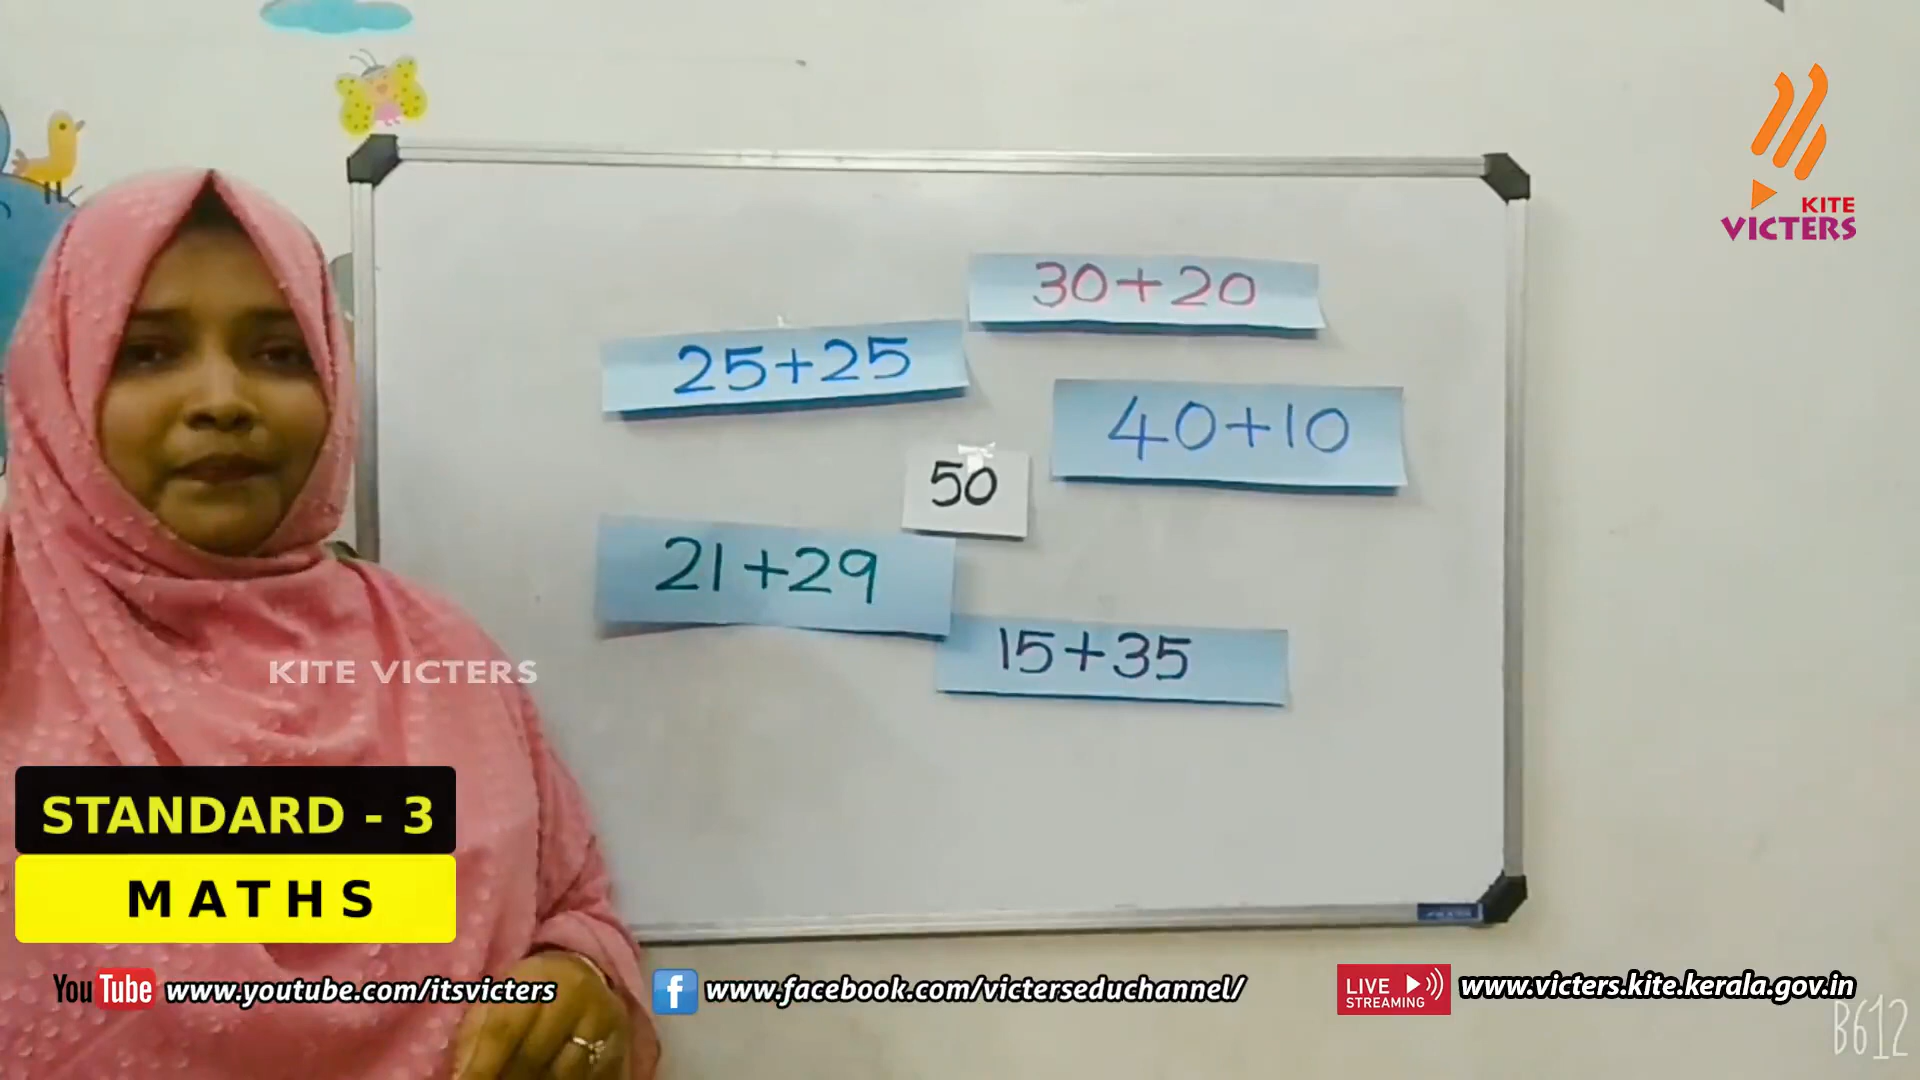 KITE
VICTERS
30+20
25+25
40+10
50
21+29
15+35
KITE VICTERS
STANDARD - 3
MATHS
YouTube www.youtube.com/itsvicters
f www.facebook.com/victerseduchannel/
LIVE STREAMING www.victers.kite.kerala.gov.in
B612